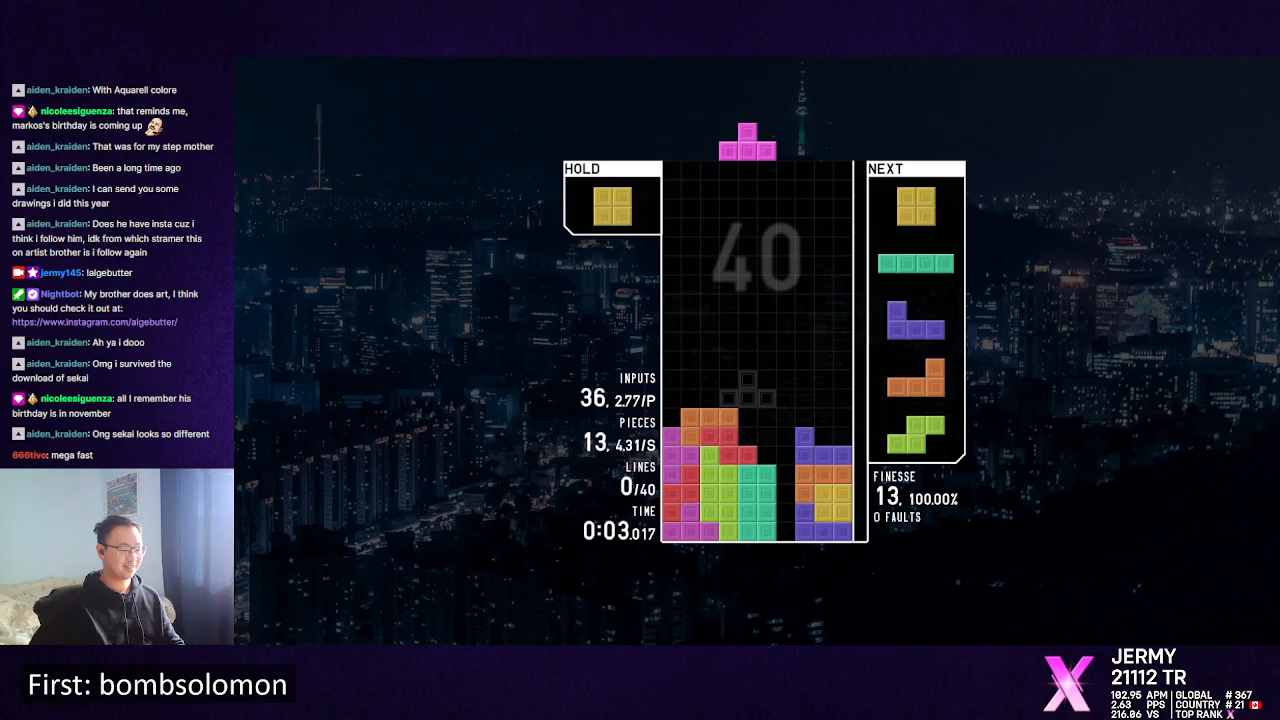 aiden_kraiden: With Aquarell colore
nicoleesiguenza: that reminds me,
markos's birthday is coming up
aiden_kraiden: That was for my step mother
aiden_kraiden: Been a long time ago
aiden_kraiden: I can send you some
drawings i did this year
aiden_kraiden: Does he have insta cuz i
think i follow him, idk from which stramer this
on artist brother is i follow again
jermy145: lalgebutter
Nightbot: My brother does art, I think
you should check it out at:
https://www.instagram.com/algebutter/
aiden_kraiden: Ah ya i dooo
aiden_kraiden: Omg i survived the
download of sekai
nicoleesiguenza: all I remember his
birthday is in november
aiden_kraiden: Ong sekai looks so different
666tivo: mega fast
First: bombsolomon
HOLD
40
INPUTS
36, 2.77/P
PIECES
13, 4.31/S
LINES
0/40
TIME
0:03.017
NEXT
FINESSE
13, 100.00%
0 FAULTS
X
JERMY
21112 TR
102.95 APM | GLOBAL # 367
2.63 PPS | COUNTRY # 21
216.06 VS | TOP RANK X